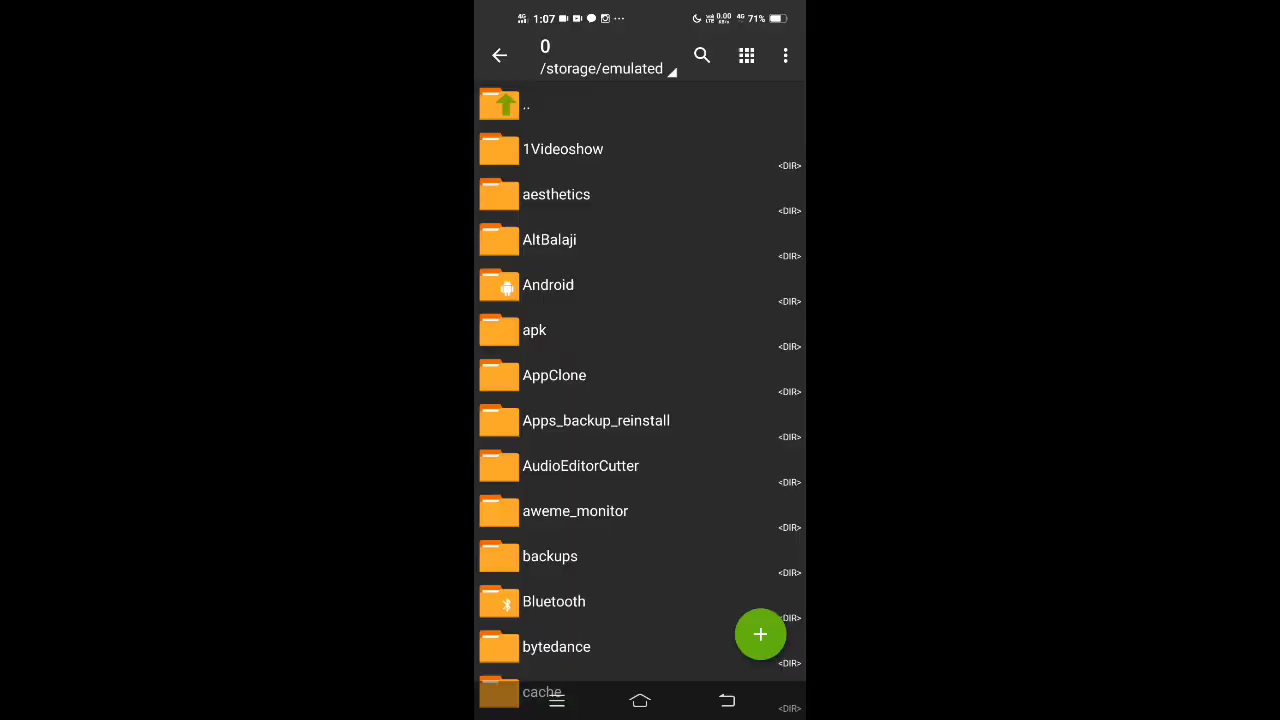 1:07
4G 71%
0
/storage/emulated
..
1Videoshow
<DIR>
aesthetics
<DIR>
AltBalaji
<DIR>
Android
<DIR>
apk
<DIR>
AppClone
<DIR>
Apps_backup_reinstall
<DIR>
AudioEditorCutter
<DIR>
aweme_monitor
<DIR>
backups
<DIR>
Bluetooth
<DIR>
bytedance
<DIR>
cache
<DIR>